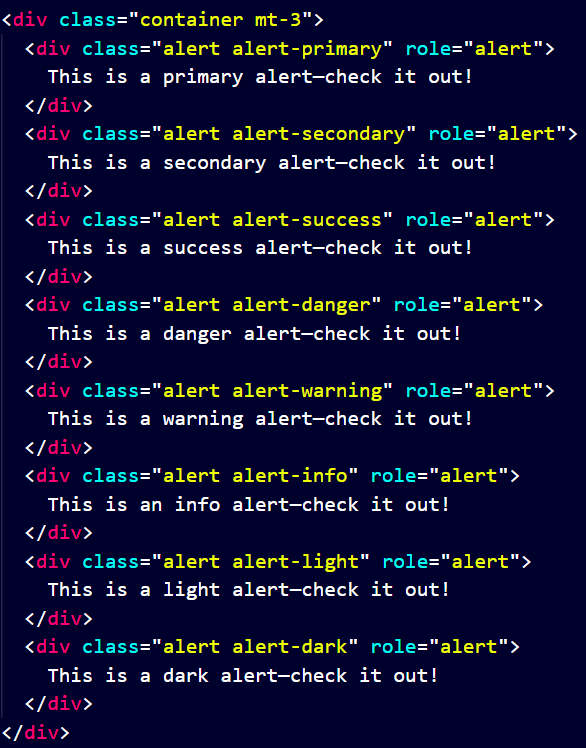 <div class="container mt-3">
<div class="alert alert-primary" role="alert">
This is a primary alert—check it out!
</div>
<div class="alert alert-secondary" role="alert">
This is a secondary alert—check it out!
</div>
<div class="alert alert-success" role="alert">
This is a success alert—check it out!
</div>
<div class="alert alert-danger" role="alert">
This is a danger alert—check it out!
</div>
<div class="alert alert-warning" role="alert">
This is a warning alert—check it out!
</div>
<div class="alert alert-info" role="alert">
This is an info alert—check it out!
</div>
<div class="alert alert-light" role="alert">
This is a light alert—check it out!
</div>
<div class="alert alert-dark" role="alert">
This is a dark alert—check it out!
</div>
</div>